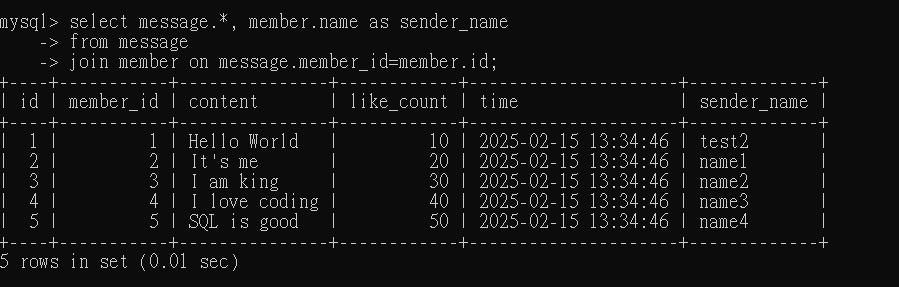 mysql> select message.*, member.name as sender_name
    -> from message
    -> join member on message.member_id=member.id;
+----+-----------+---------------+------------+---------------------+-------------+
| id | member_id | content       | like_count | time                | sender_name |
+----+-----------+---------------+------------+---------------------+-------------+
|  1 |         1 | Hello World   |         10 | 2025-02-15 13:34:46 | test2       |
|  2 |         2 | It's me       |         20 | 2025-02-15 13:34:46 | name1       |
|  3 |         3 | I am king     |         30 | 2025-02-15 13:34:46 | name2       |
|  4 |         4 | I love coding |         40 | 2025-02-15 13:34:46 | name3       |
|  5 |         5 | SQL is good   |         50 | 2025-02-15 13:34:46 | name4       |
+----+-----------+---------------+------------+---------------------+-------------+
5 rows in set (0.01 sec)